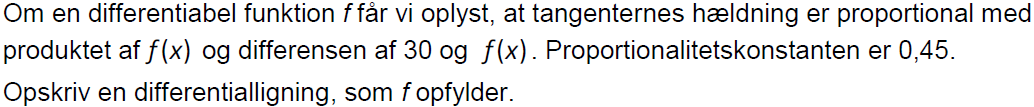 Om en differentiabel funktion f får vi oplyst, at tangenternes hældning er proportional med
produktet af f(x) og differensen af 30 og f(x). Proportionalitetskonstanten er 0,45.
Opskriv en differentialligning, som f opfylder.